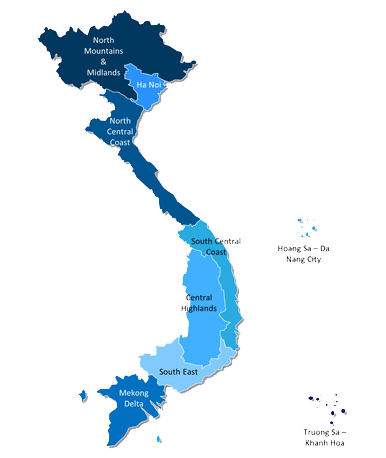 North
Mountains
&
Midlands
Ha Noi
North
Central
Coast
South Central
Coast
Hoang Sa – Da
Nang City
Central
Highlands
South East
Mekong
Delta
Truong Sa –
Khanh Hoa